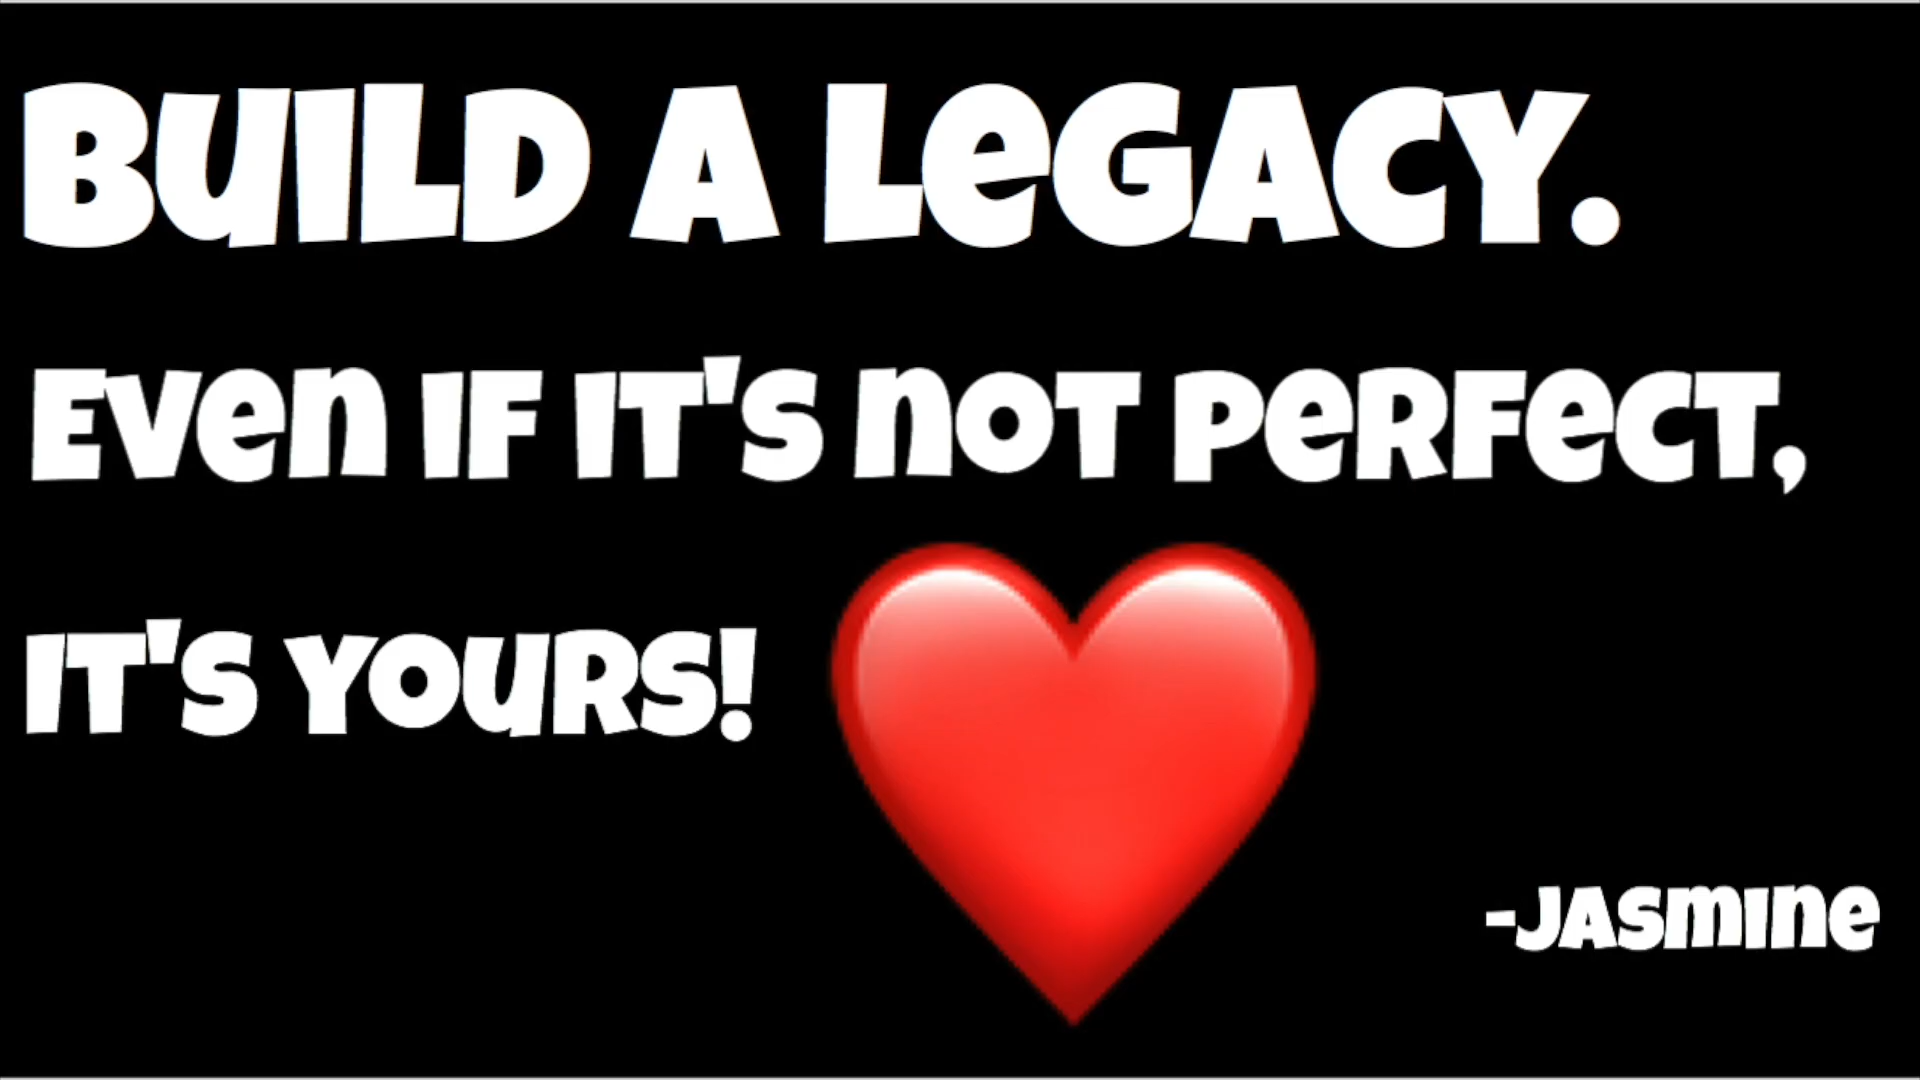 BUILD A LEGACY.
EVEN IF IT'S NOT PERFECT,
IT'S YOURS!
-JASMINE